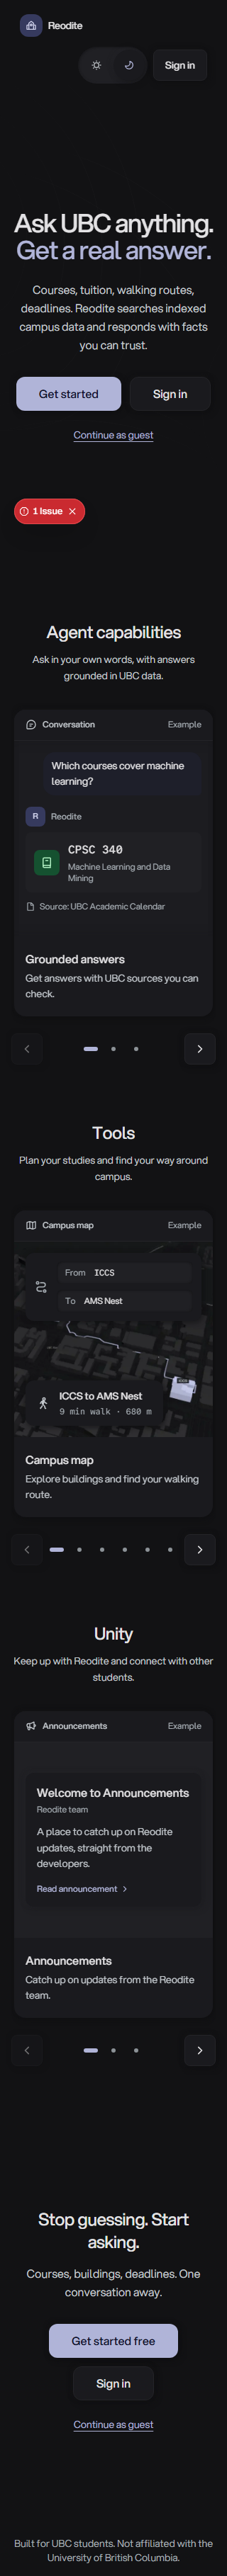 Reodite
Sign in
Ask UBC anything.
Get a real answer.
Courses, tuition, walking routes,
deadlines. Reodite searches indexed
campus data and responds with facts
you can trust.
Get started
Sign in
Continue as guest
1 Issue
Agent capabilities
Ask in your own words, with answers
grounded in UBC data.
Conversation
Example
Which courses cover machine
learning?
R
Reodite
CPSC 340
Machine Learning and Data
Mining
Source: UBC Academic Calendar
Grounded answers
Get answers with UBC sources you can
check.
Tools
Plan your studies and find your way around
campus.
Campus map
Example
From ICCS
To AMS Nest
ICCS to AMS Nest
9 min walk · 680 m
Campus map
Explore buildings and find your walking
route.
Unity
Keep up with Reodite and connect with other
students.
Announcements
Example
Welcome to Announcements
Reodite team
A place to catch up on Reodite
updates, straight from the
developers.
Read announcement
Announcements
Catch up on updates from the Reodite
team.
Stop guessing. Start
asking.
Courses, buildings, deadlines. One
conversation away.
Get started free
Sign in
Continue as guest
Built for UBC students. Not affiliated with the
University of British Columbia.